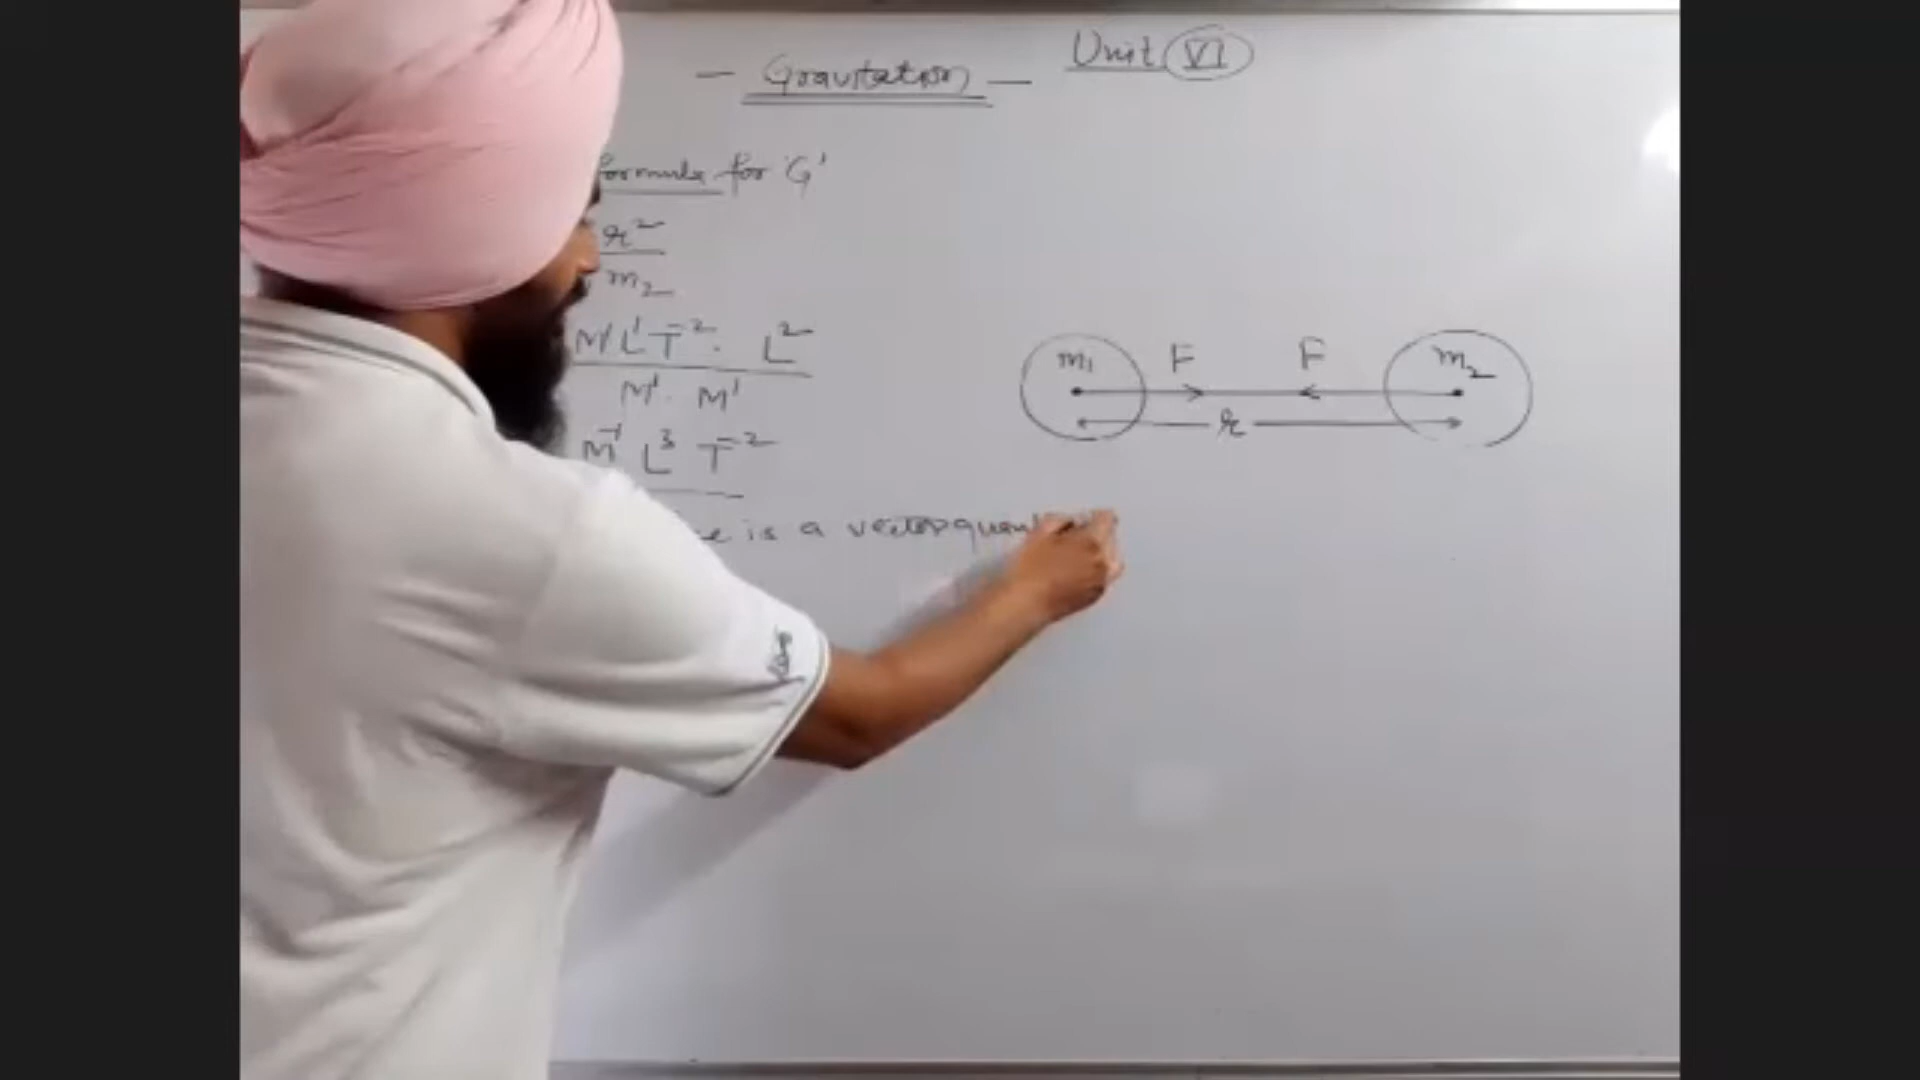 - Gravitation -
Unit VI
formula for 'G'
r²
m₂
M¹L¹T⁻² . L²
M¹ . M¹
M⁻¹ L³ T⁻²
is a vector
m₁ F F m₂
r